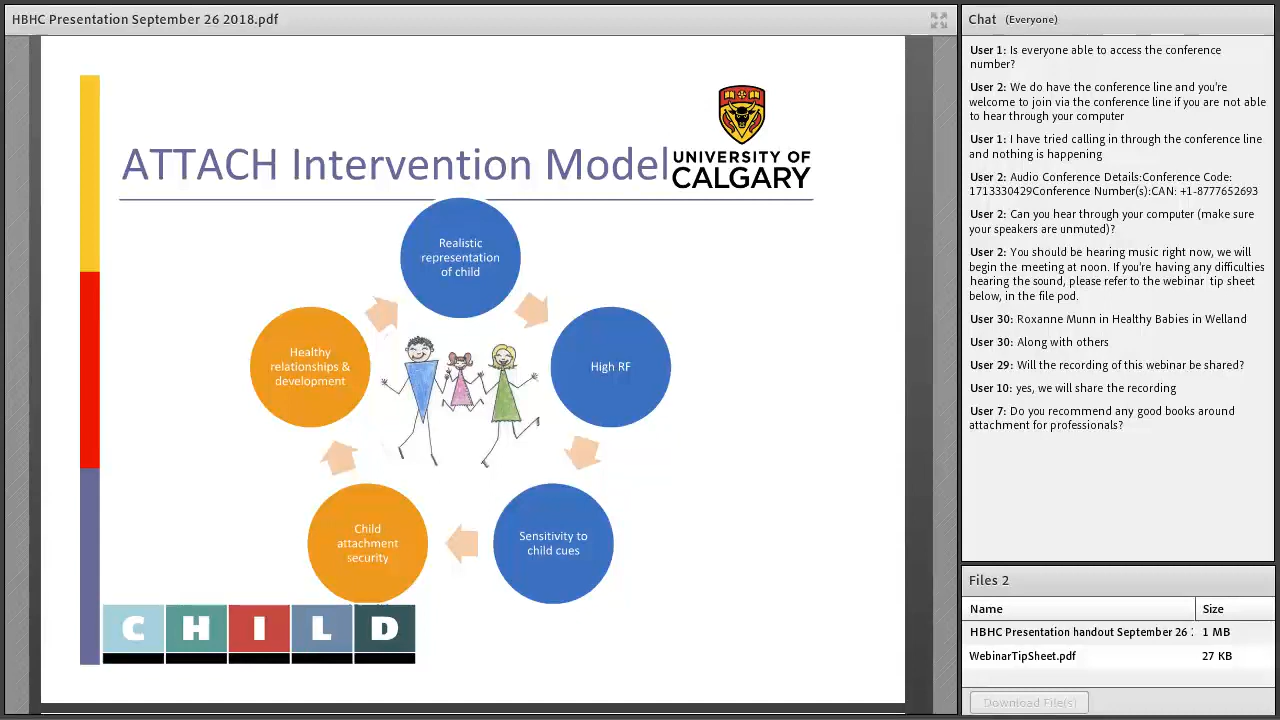 HBHC Presentation September 26 2018.pdf
ATTACH Intervention Model
UNIVERSITY OF
CALGARY
Realistic
representation
of child
High RF
Sensitivity to
child cues
Child
attachment
security
Healthy
relationships &
development
C H I L D
Chat (Everyone)
User 1: Is everyone able to access the conference
number?
User 2: We do have the conference line and you're
welcome to join via the conference line if you are not able
to hear through your computer
User 1: I have tried calling in through the conference line
and nothing is happening
User 2: Audio Conference Details:Conference Code:
1713330429Conference Number(s):CAN: +1-8777652693
User 2: Can you hear through your computer (make sure
your speakers are unmuted)?
User 2: You should be hearing music right now, we will
begin the meeting at noon. If you're having any difficulties
hearing the sound, please refer to the webinar tip sheet
below, in the file pod.
User 30: Roxanne Munn in Healthy Babies in Welland
User 30: Along with others
User 29: Will the recording of this webinar be shared?
User 10: yes, we will share the recording
User 7: Do you recommend any good books around
attachment for professionals?
Files 2
Name Size
HBHC Presentation handout September 26 1 MB
WebinarTipSheet.pdf 27 KB
Download File(s)